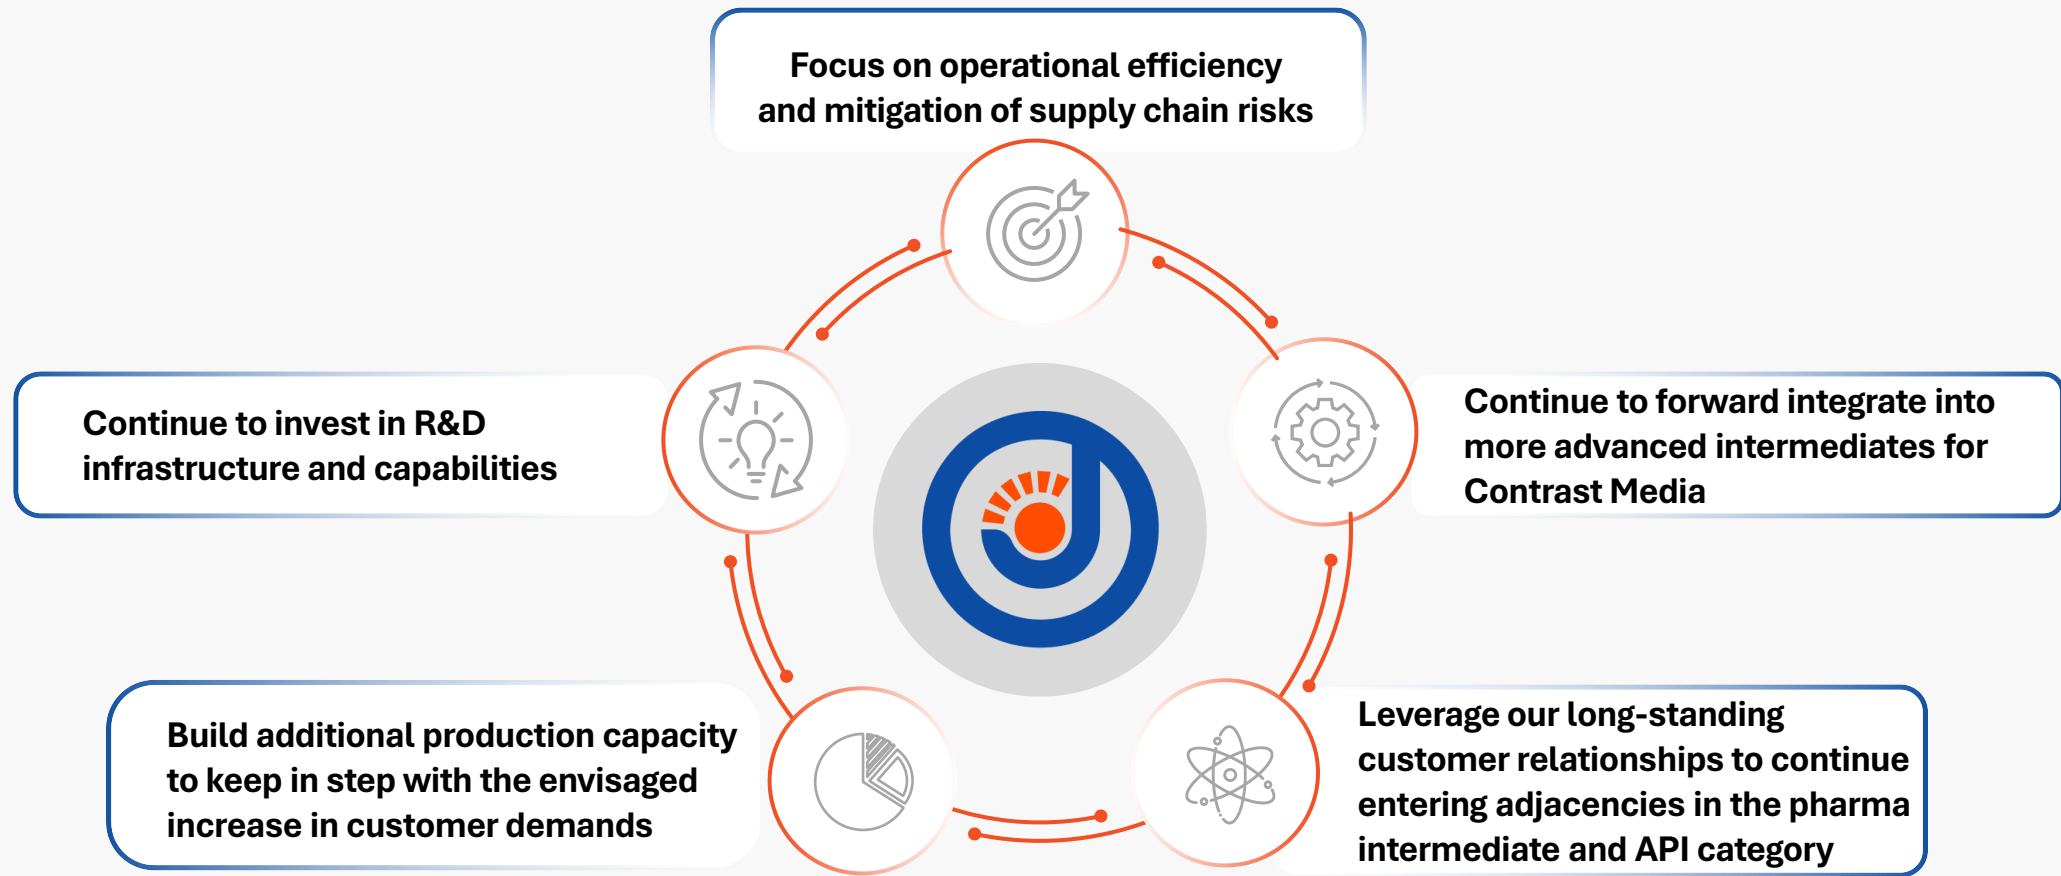 Focus on operational efficiency
and mitigation of supply chain risks
Continue to invest in R&D
infrastructure and capabilities
Continue to forward integrate into
more advanced intermediates for
Contrast Media
Build additional production capacity
to keep in step with the envisaged
increase in customer demands
Leverage our long-standing
customer relationships to continue
entering adjacencies in the pharma
intermediate and API category